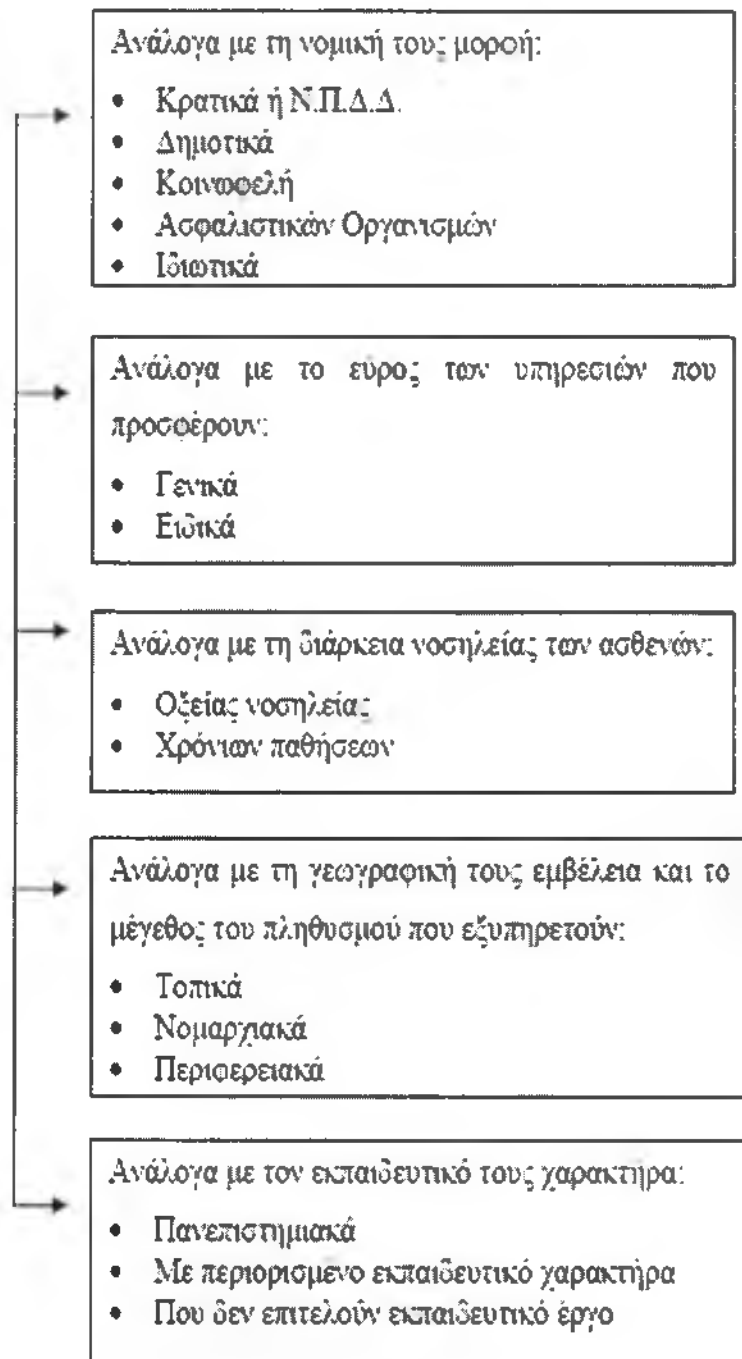 Ανάλογα με τη νομική τους μορφή:
• Κρατικά ή Ν.Π.Δ.Δ.
• Δημοτικά
• Κοινωφελή
• Ασφαλιστικών Οργανισμών
• Ιδιωτικά
Ανάλογα με το εύρος των υπηρεσιών που
προσφέρουν:
• Γενικά
• Ειδικά
Ανάλογα με τη διάρκεια νοσηλείας των ασθενών:
• Οξείας νοσηλείας
• Χρόνιων παθήσεων
Ανάλογα με τη γεωγραφική τους εμβέλεια και το
μέγεθος του πληθυσμού που εξυπηρετούν:
• Τοπικά
• Νομαρχιακά
• Περιφερειακά
Ανάλογα με τον εκπαιδευτικό τους χαρακτήρα:
• Πανεπιστημιακά
• Με περιορισμένο εκπαιδευτικό χαρακτήρα
• Που δεν επιτελούν εκπαιδευτικό έργο